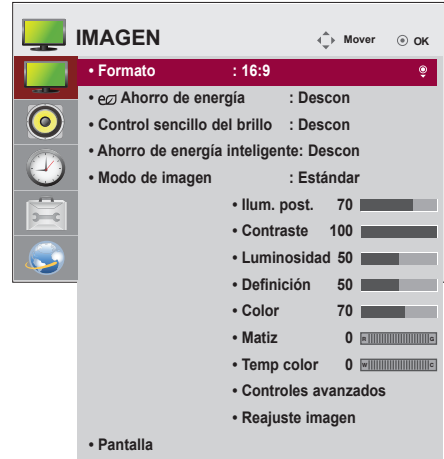 IMAGEN Mover OK
• Formato : 16:9
• Ahorro de energía : Descon
• Control sencillo del brillo : Descon
• Ahorro de energía inteligente: Descon
• Modo de imagen : Estándar
• Ilum. post. 70
• Contraste 100
• Luminosidad 50
• Definición 50
• Color 70
• Matiz 0 R G
• Temp color 0 W C
• Controles avanzados
• Reajuste imagen
• Pantalla